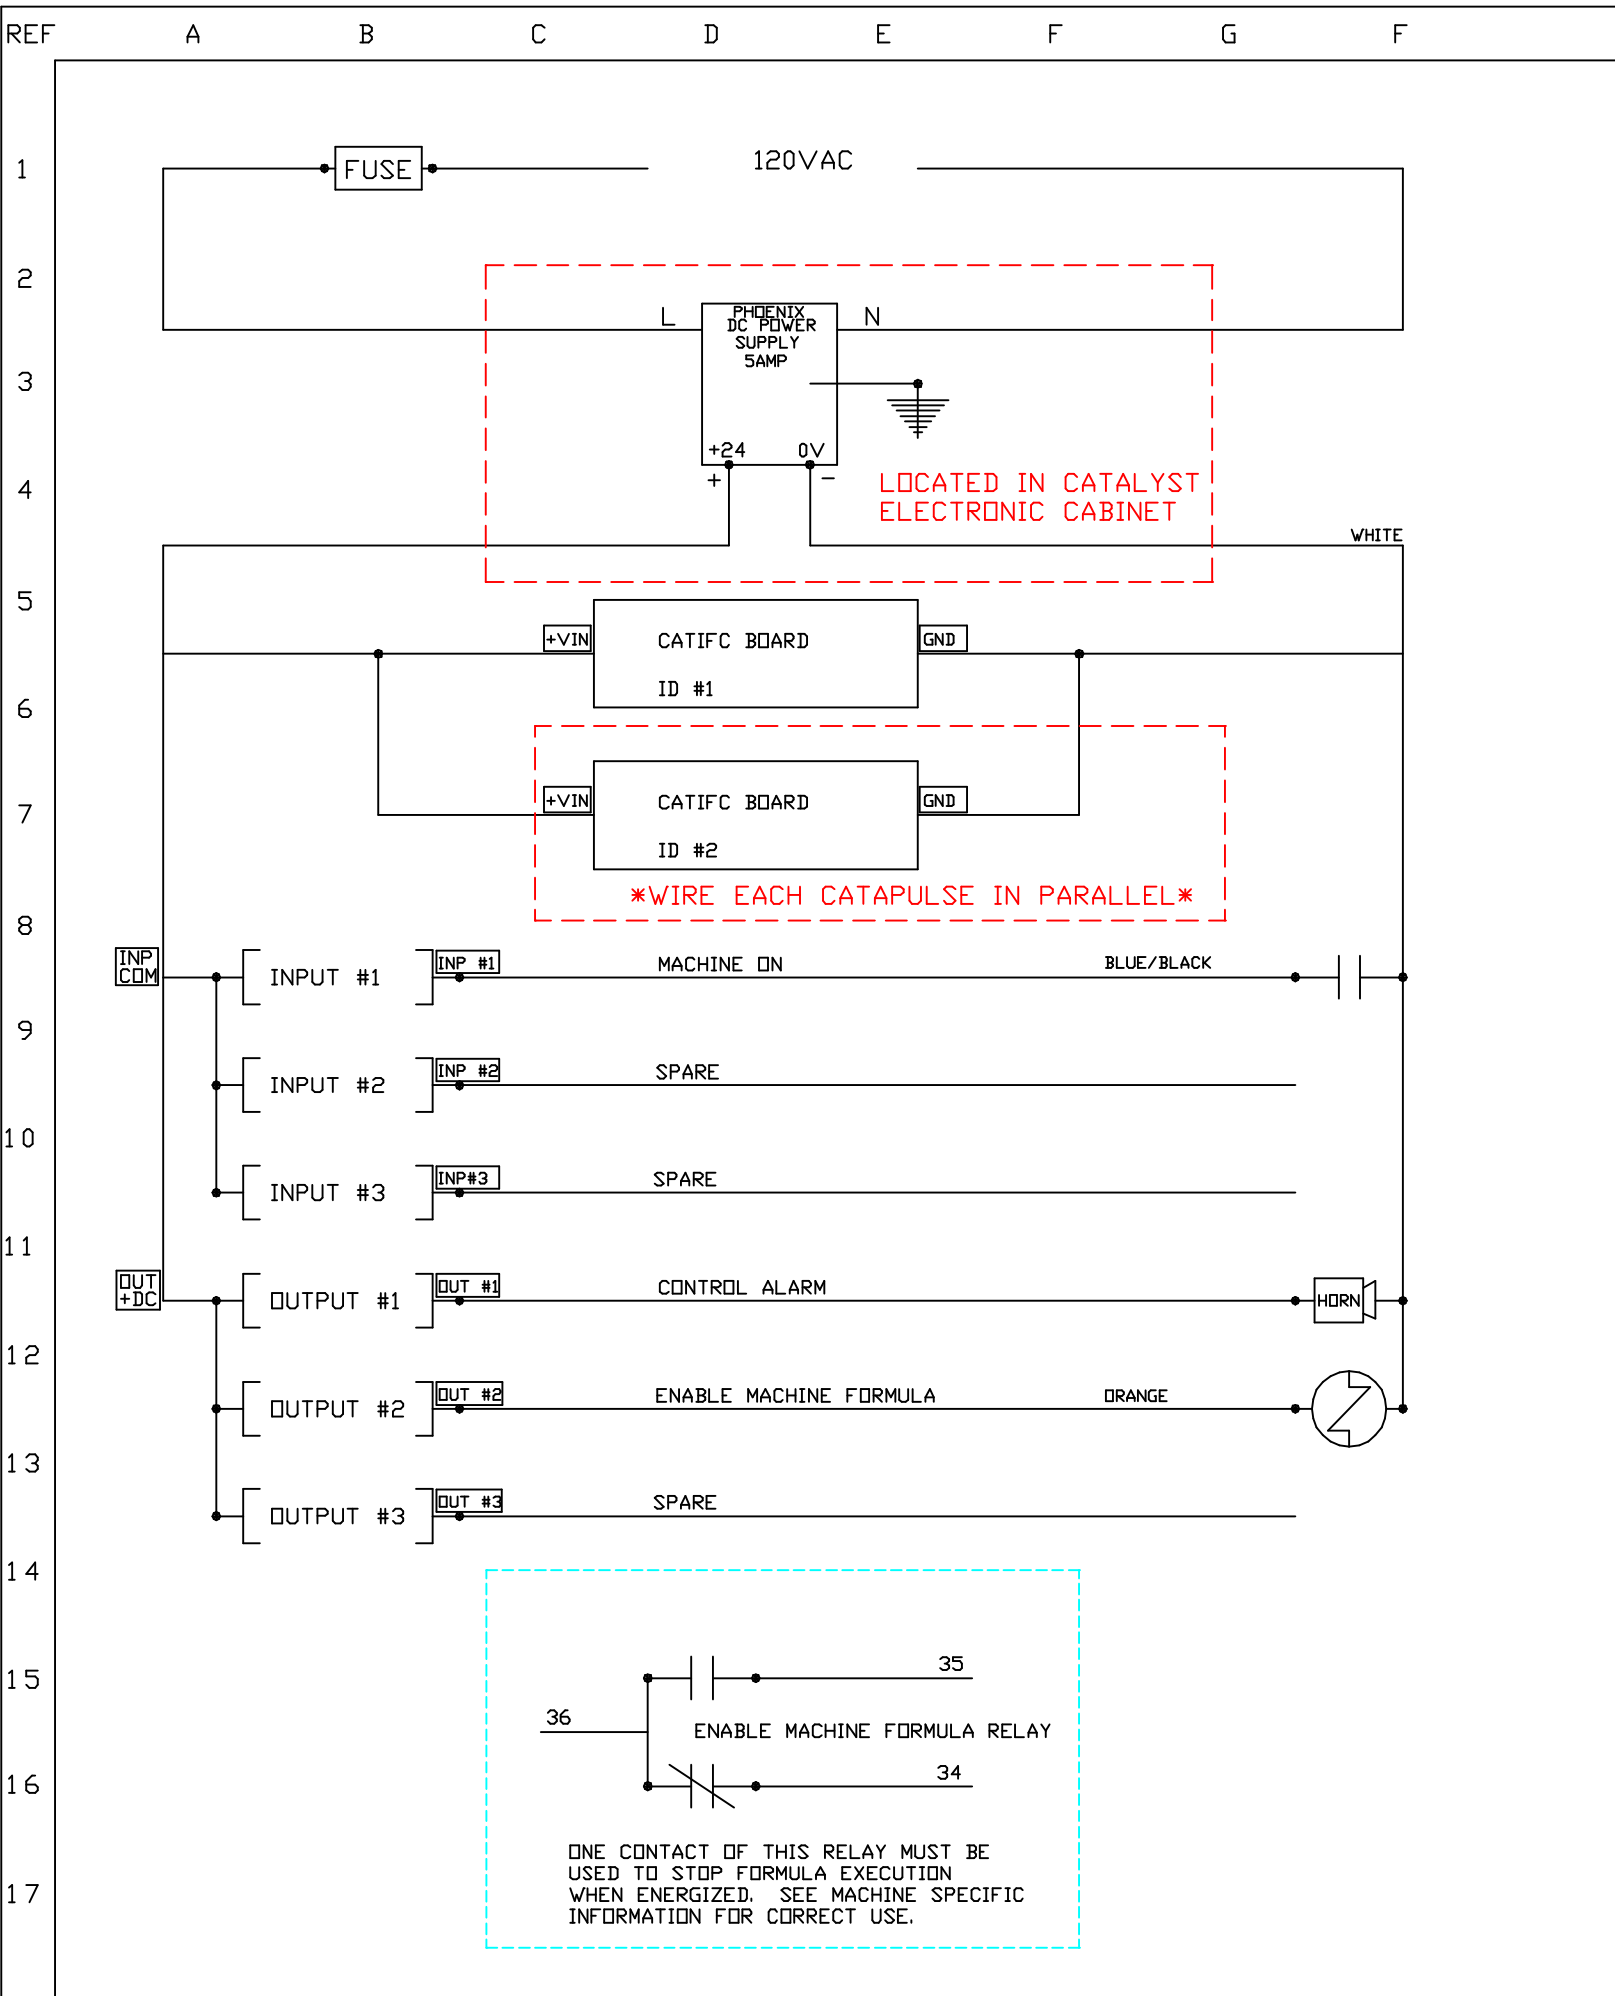 REF A B C D E F G F
1 FUSE 120VAC
2
L PHOENIX N
DC POWER
SUPPLY
5AMP
3
+24 0V
+ -
4 LOCATED IN CATALYST
ELECTRONIC CABINET
WHITE
5
+VIN CATIFC BOARD GND
ID #1
6
7 +VIN CATIFC BOARD GND
ID #2
*WIRE EACH CATAPULSE IN PARALLEL*
8
INP
COM
INPUT #1 INP #1 MACHINE ON BLUE/BLACK
9
INPUT #2 INP #2 SPARE
10
INPUT #3 INP#3 SPARE
11
OUT
+DC
OUTPUT #1 OUT #1 CONTROL ALARM HORN
12
OUTPUT #2 OUT #2 ENABLE MACHINE FORMULA ORANGE
13
OUTPUT #3 OUT #3 SPARE
14
15 35
36 ENABLE MACHINE FORMULA RELAY
16 34
ONE CONTACT OF THIS RELAY MUST BE
USED TO STOP FORMULA EXECUTION
17 WHEN ENERGIZED. SEE MACHINE SPECIFIC
INFORMATION FOR CORRECT USE.